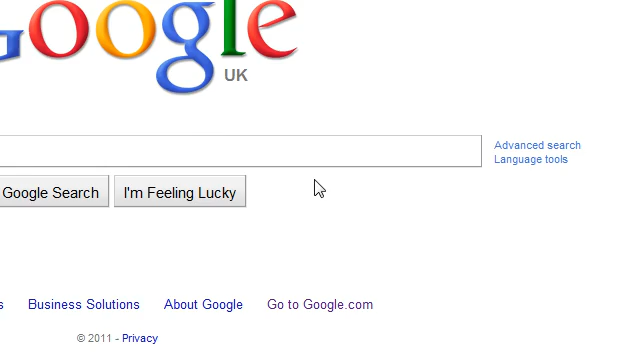 Google
UK
Advanced search
Language tools
Google Search
I'm Feeling Lucky
s
Business Solutions
About Google
Go to Google.com
© 2011 - Privacy